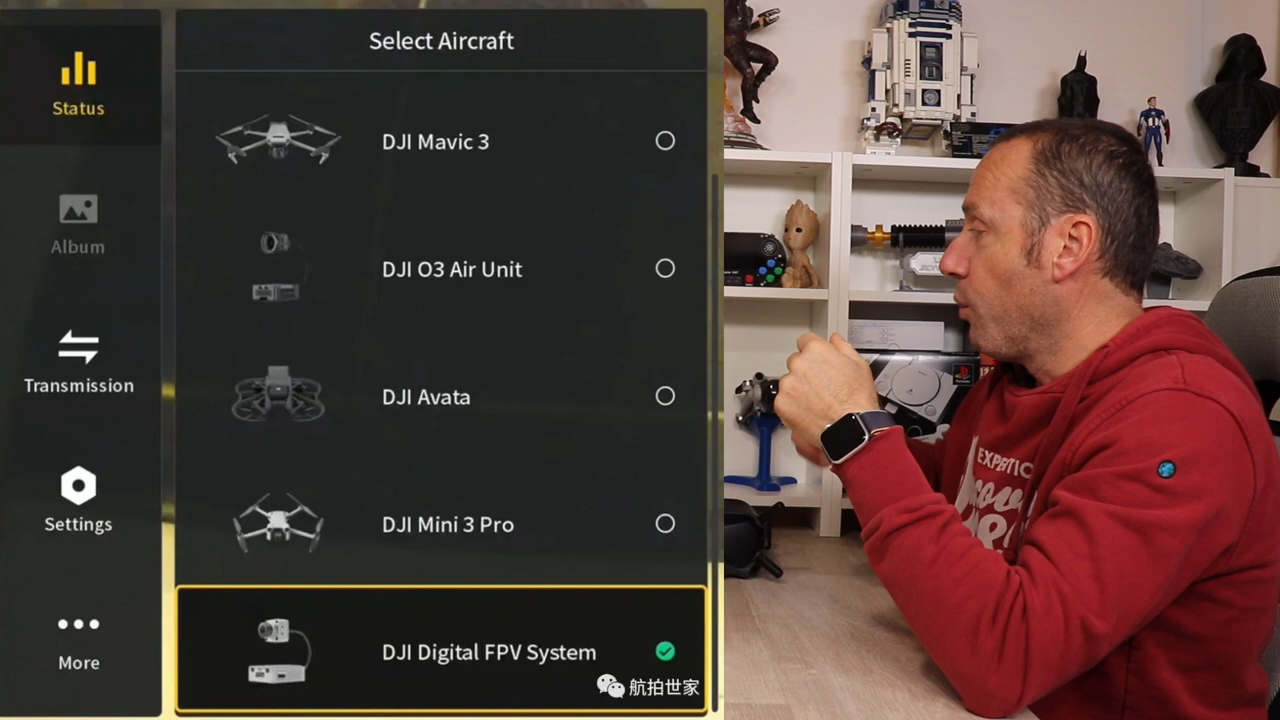 Select Aircraft
Status
DJI Mavic 3
Album
DJI O3 Air Unit
Transmission
DJI Avata
Settings
DJI Mini 3 Pro
More
DJI Digital FPV System
航拍世家
EXPERTIC